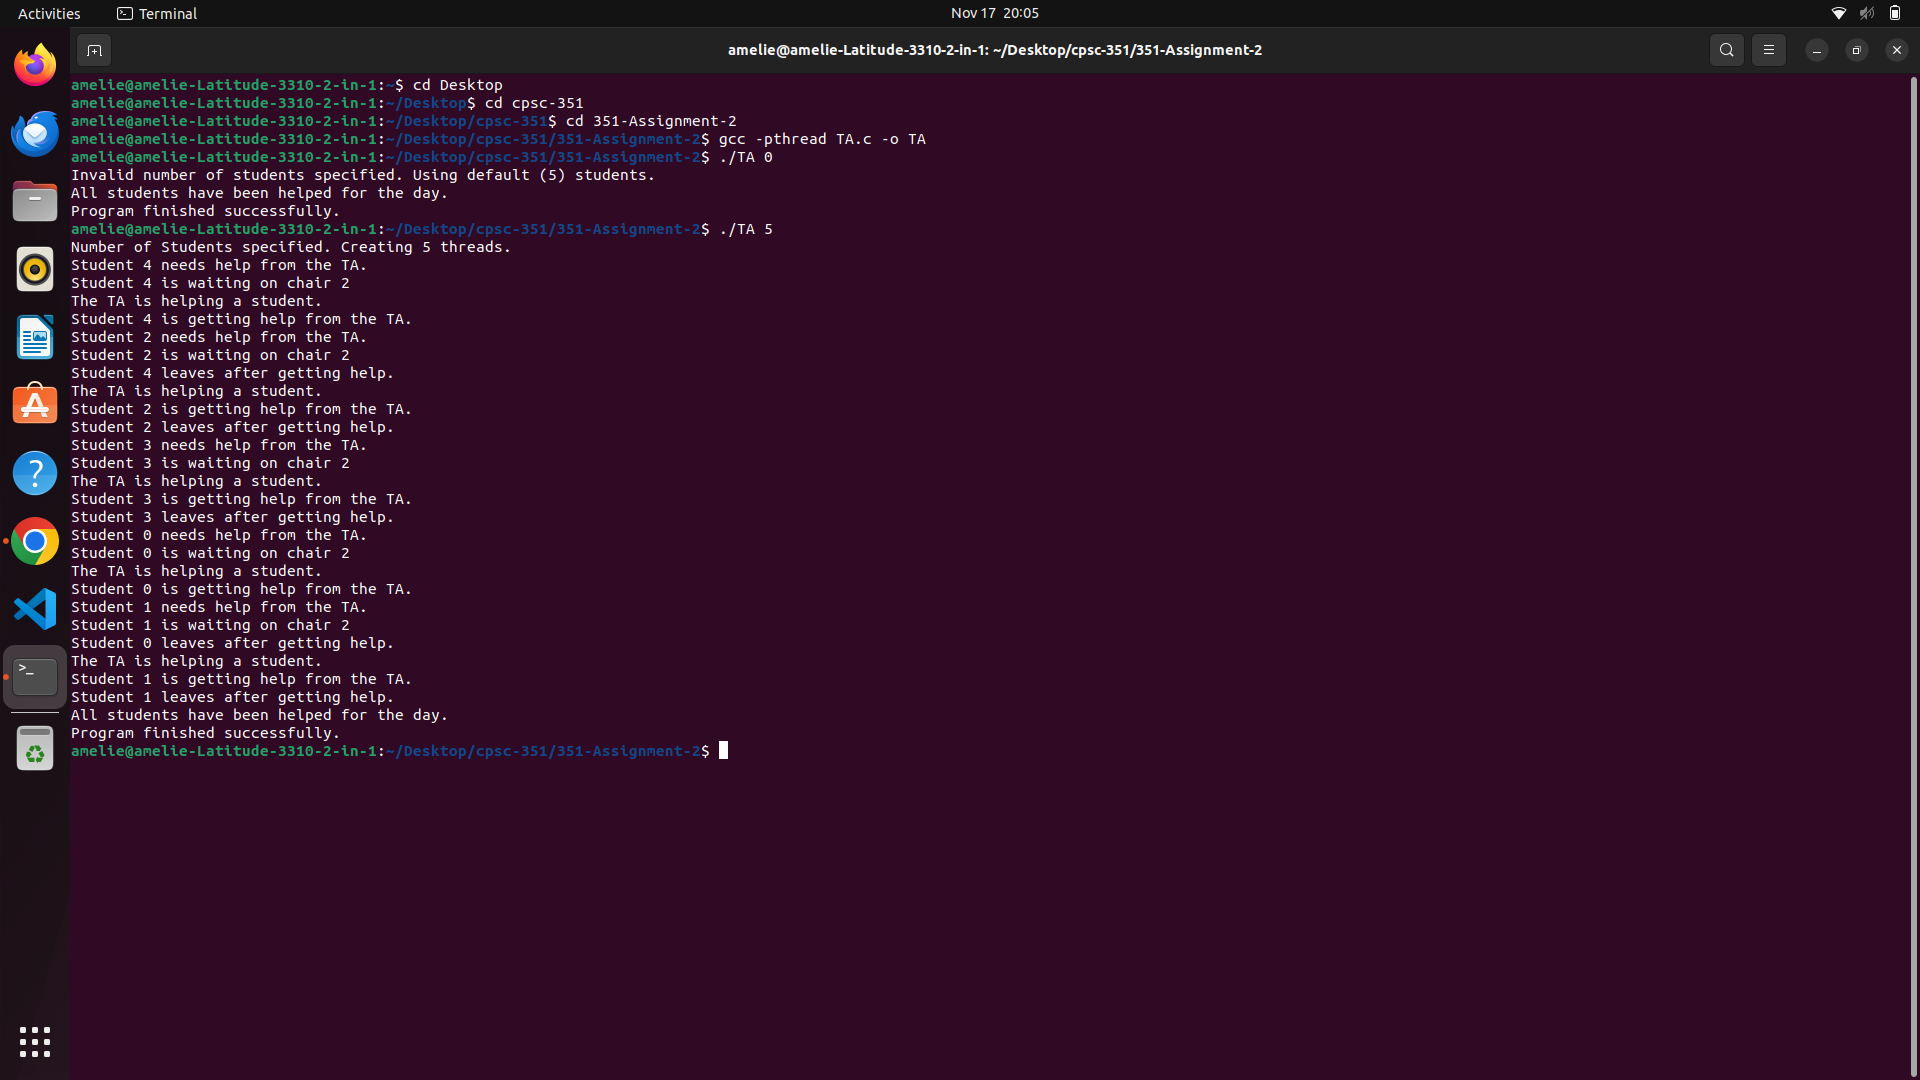 Activities
Terminal
Nov 17 20:05
amelie@amelie-Latitude-3310-2-in-1: ~/Desktop/cpsc-351/351-Assignment-2
amelie@amelie-Latitude-3310-2-in-1:~$ cd Desktop
amelie@amelie-Latitude-3310-2-in-1:~/Desktop$ cd cpsc-351
amelie@amelie-Latitude-3310-2-in-1:~/Desktop/cpsc-351$ cd 351-Assignment-2
amelie@amelie-Latitude-3310-2-in-1:~/Desktop/cpsc-351/351-Assignment-2$ gcc -pthread TA.c -o TA
amelie@amelie-Latitude-3310-2-in-1:~/Desktop/cpsc-351/351-Assignment-2$ ./TA 0
Invalid number of students specified. Using default (5) students.
All students have been helped for the day.
Program finished successfully.
amelie@amelie-Latitude-3310-2-in-1:~/Desktop/cpsc-351/351-Assignment-2$ ./TA 5
Number of Students specified. Creating 5 threads.
Student 4 needs help from the TA.
Student 4 is waiting on chair 2
The TA is helping a student.
Student 4 is getting help from the TA.
Student 2 needs help from the TA.
Student 2 is waiting on chair 2
Student 4 leaves after getting help.
The TA is helping a student.
Student 2 is getting help from the TA.
Student 2 leaves after getting help.
Student 3 needs help from the TA.
Student 3 is waiting on chair 2
The TA is helping a student.
Student 3 is getting help from the TA.
Student 3 leaves after getting help.
Student 0 needs help from the TA.
Student 0 is waiting on chair 2
The TA is helping a student.
Student 0 is getting help from the TA.
Student 1 needs help from the TA.
Student 1 is waiting on chair 2
Student 0 leaves after getting help.
The TA is helping a student.
Student 1 is getting help from the TA.
Student 1 leaves after getting help.
All students have been helped for the day.
Program finished successfully.
amelie@amelie-Latitude-3310-2-in-1:~/Desktop/cpsc-351/351-Assignment-2$